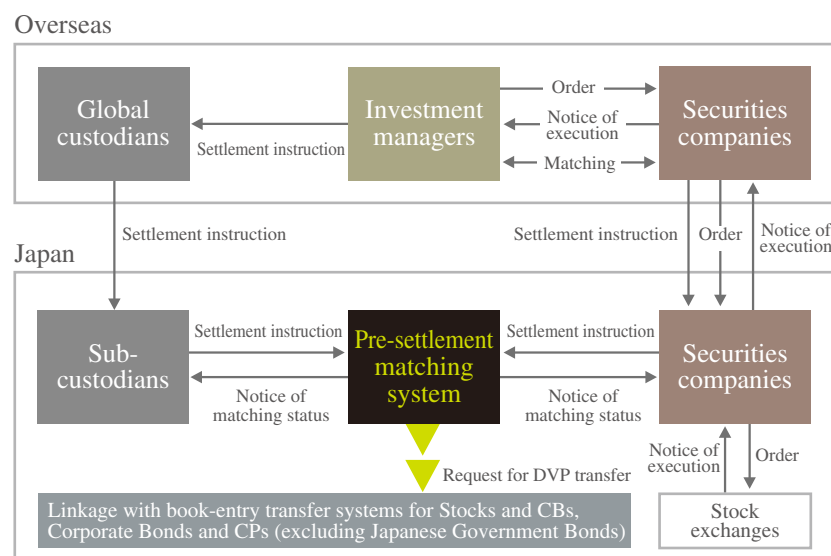 Overseas
Global
custodians
Settlement instruction
Investment
managers
Order
Notice of
execution
Matching
Securities
companies
Settlement instruction
Settlement instruction
Order
Notice of
execution
Japan
Sub-
custodians
Settlement instruction
Notice of
matching status
Pre-settlement
matching
system
Settlement instruction
Notice of
matching status
Securities
companies
Request for DVP transfer
Notice of
execution
Order
Linkage with book-entry transfer systems for Stocks and CBs,
Corporate Bonds and CPs (excluding Japanese Government Bonds)
Stock
exchanges